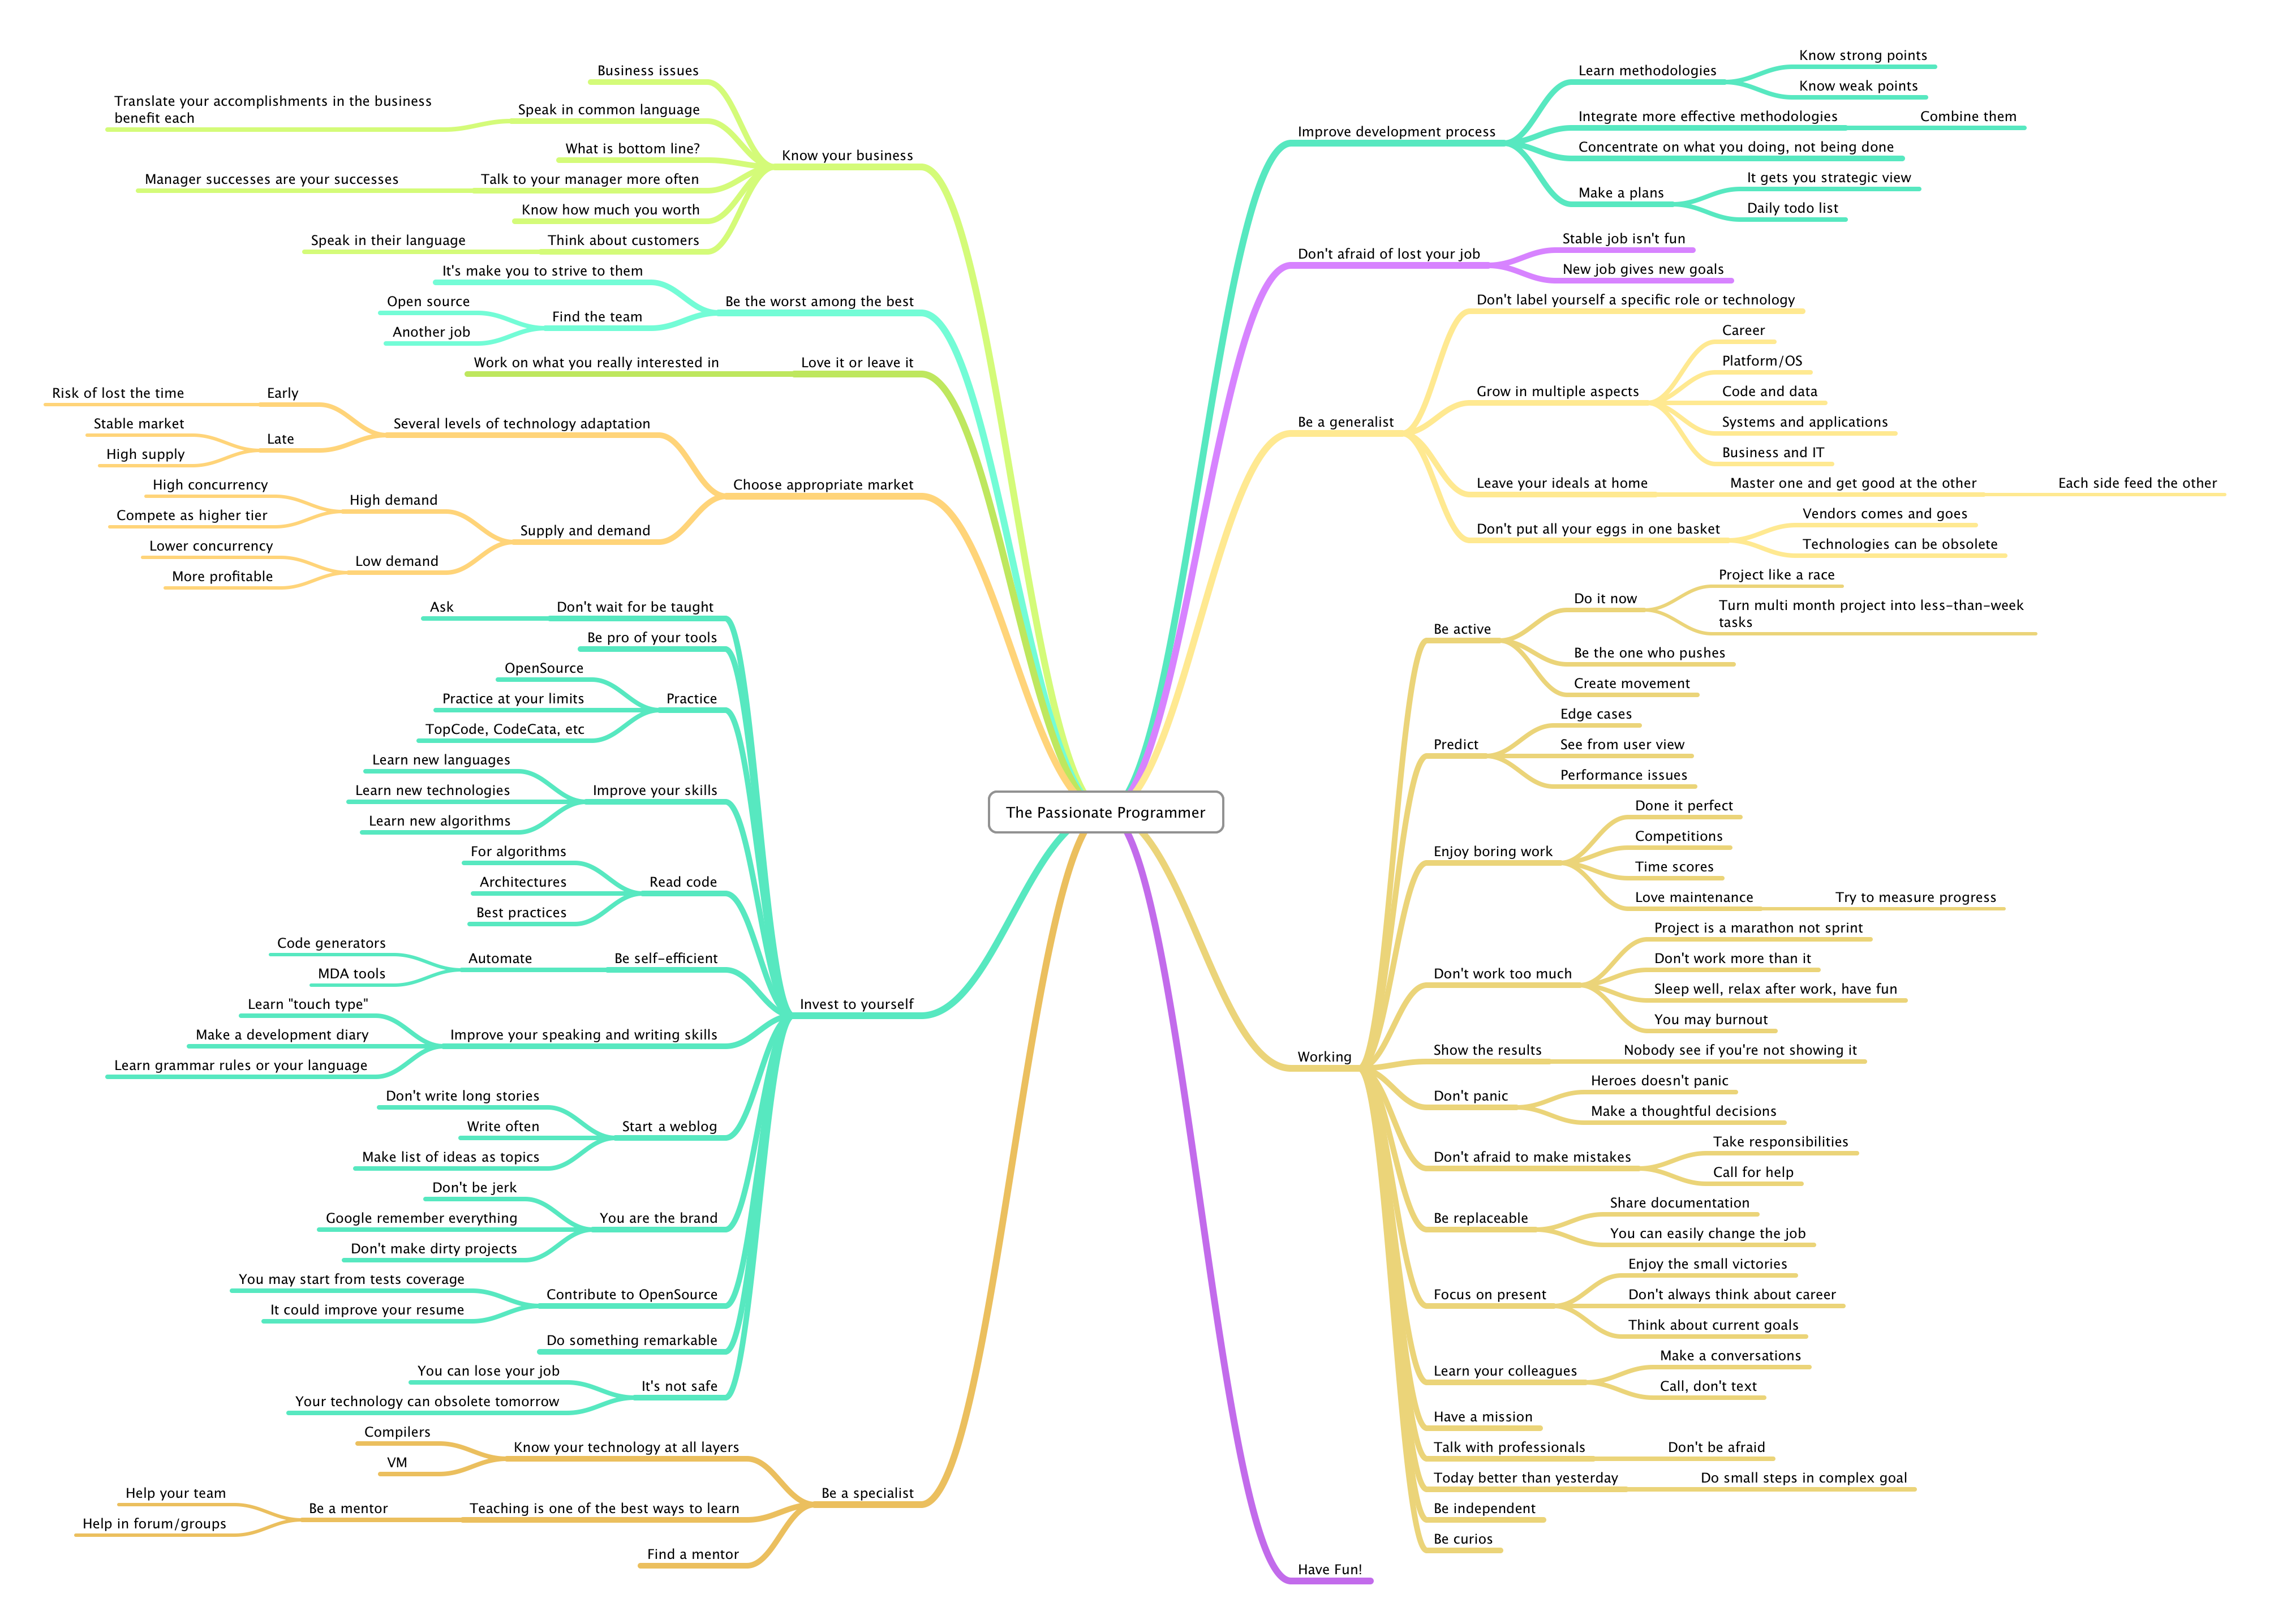 The Passionate Programmer
Improve development process
Learn methodologies
Know strong points
Know weak points
Integrate more effective methodologies
Combine them
Concentrate on what you doing, not being done
Make a plans
It gets you strategic view
Daily todo list
Don't afraid of lost your job
Stable job isn't fun
New job gives new goals
Be a generalist
Don't label yourself a specific role or technology
Grow in multiple aspects
Career
Platform/OS
Code and data
Systems and applications
Business and IT
Leave your ideals at home
Master one and get good at the other
Each side feed the other
Don't put all your eggs in one basket
Vendors comes and goes
Technologies can be obsolete
Working
Be active
Do it now
Project like a race
Turn multi month project into less-than-week
tasks
Be the one who pushes
Create movement
Predict
Edge cases
See from user view
Performance issues
Enjoy boring work
Done it perfect
Competitions
Time scores
Love maintenance
Try to measure progress
Don't work too much
Project is a marathon not sprint
Don't work more than it
Sleep well, relax after work, have fun
You may burnout
Show the results
Nobody see if you're not showing it
Don't panic
Heroes doesn't panic
Make a thoughtful decisions
Don't afraid to make mistakes
Take responsibilities
Call for help
Be replaceable
Share documentation
You can easily change the job
Focus on present
Enjoy the small victories
Don't always think about career
Think about current goals
Learn your colleagues
Make a conversations
Call, don't text
Have a mission
Talk with professionals
Don't be afraid
Today better than yesterday
Do small steps in complex goal
Be independent
Be curios
Have Fun!
Know your business
Business issues
Speak in common language
Translate your accomplishments in the business
benefit each
What is bottom line?
Talk to your manager more often
Manager successes are your successes
Know how much you worth
Think about customers
Speak in their language
Be the worst among the best
It's make you to strive to them
Find the team
Open source
Another job
Love it or leave it
Work on what you really interested in
Choose appropriate market
Several levels of technology adaptation
Early
Risk of lost the time
Late
Stable market
High supply
Supply and demand
High demand
High concurrency
Compete as higher tier
Low demand
Lower concurrency
More profitable
Invest to yourself
Don't wait for be taught
Ask
Be pro of your tools
Practice
OpenSource
Practice at your limits
TopCode, CodeCata, etc
Improve your skills
Learn new languages
Learn new technologies
Learn new algorithms
Read code
For algorithms
Architectures
Best practices
Be self-efficient
Automate
Code generators
MDA tools
Improve your speaking and writing skills
Learn "touch type"
Make a development diary
Learn grammar rules or your language
Start a weblog
Don't write long stories
Write often
Make list of ideas as topics
You are the brand
Don't be jerk
Google remember everything
Don't make dirty projects
Contribute to OpenSource
You may start from tests coverage
It could improve your resume
Do something remarkable
It's not safe
You can lose your job
Your technology can obsolete tomorrow
Be a specialist
Know your technology at all layers
Compilers
VM
Teaching is one of the best ways to learn
Be a mentor
Help your team
Help in forum/groups
Find a mentor